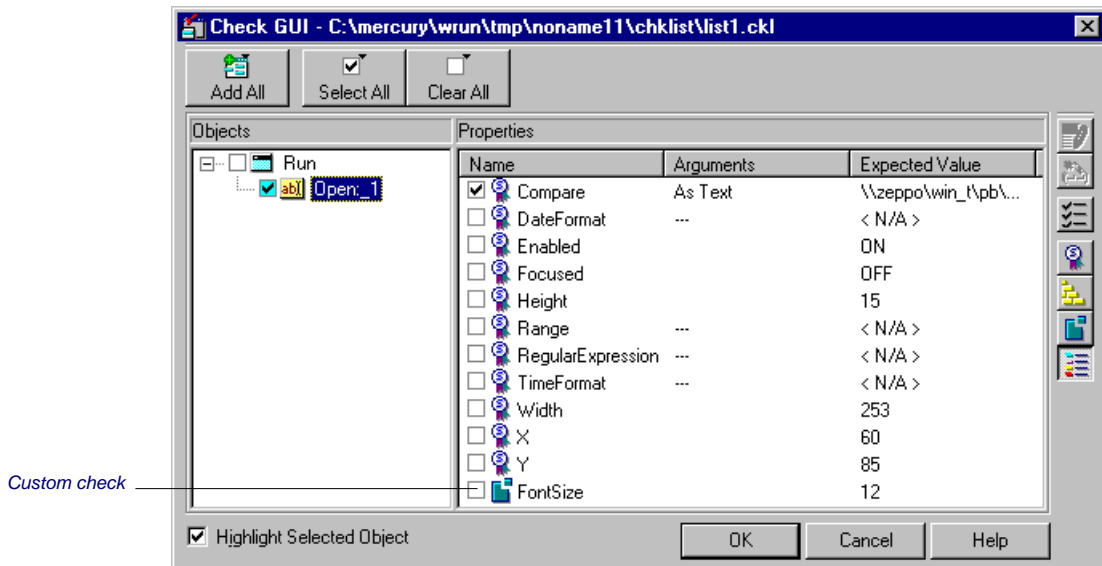 Check GUI - C:\mercury\wrun\tmp\noname11\chklist\list1.ckl
Add All Select All Clear All
Objects Properties
Run
abI Open:_1
Name Arguments Expected Value
Compare As Text \\zeppo\win_t\pb\...
DateFormat --- < N/A >
Enabled ON
Focused OFF
Height 15
Range --- < N/A >
RegularExpression --- < N/A >
TimeFormat --- < N/A >
Width 253
X 60
Y 85
Custom check FontSize 12
Highlight Selected Object OK Cancel Help